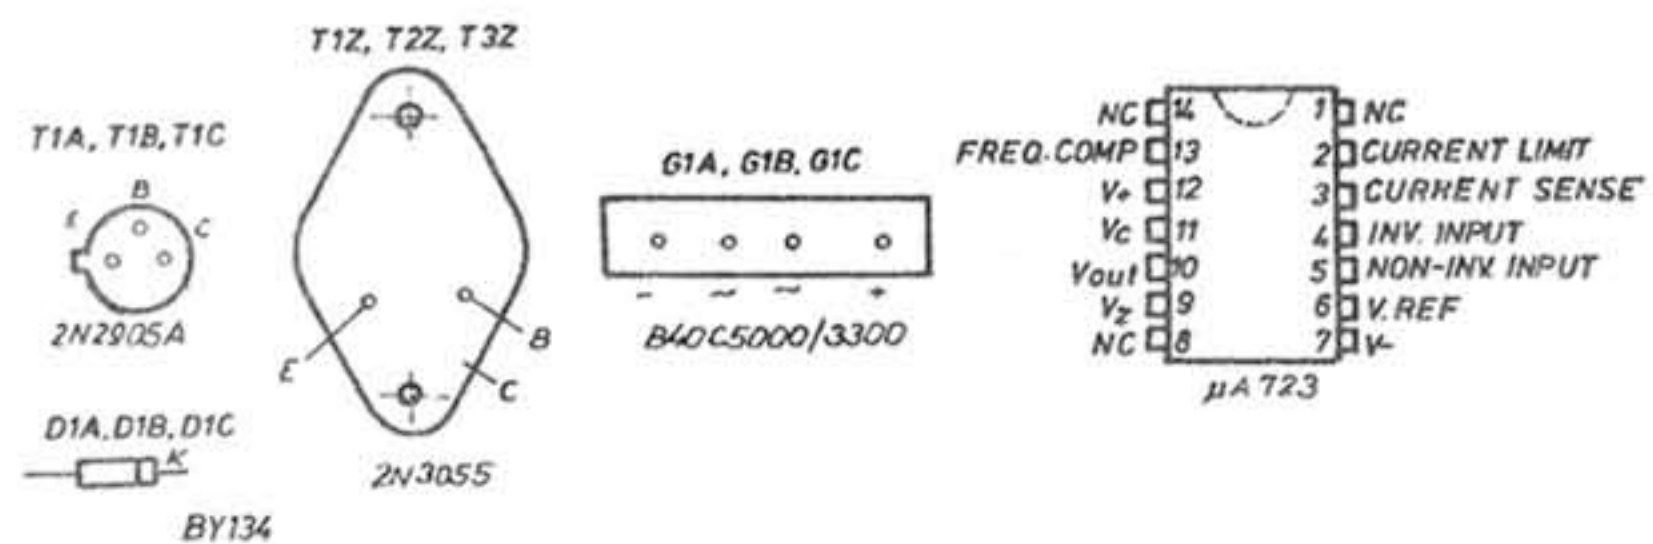 T1Z, T2Z, T3Z
T1A, T1B, T1C
B
E
C
2N2905A
E
B
C
2N3055
D1A, D1B, D1C
K
BY134
G1A, G1B, G1C
- ~ ~ +
B40C5000/3300
NC 14 1 NC
FREQ.COMP 13 2 CURRENT LIMIT
V+ 12 3 CURRENT SENSE
Vc 11 4 INV. INPUT
Vout 10 5 NON-INV. INPUT
Vz 9 6 V.REF
NC 8 7 V-
µA 723